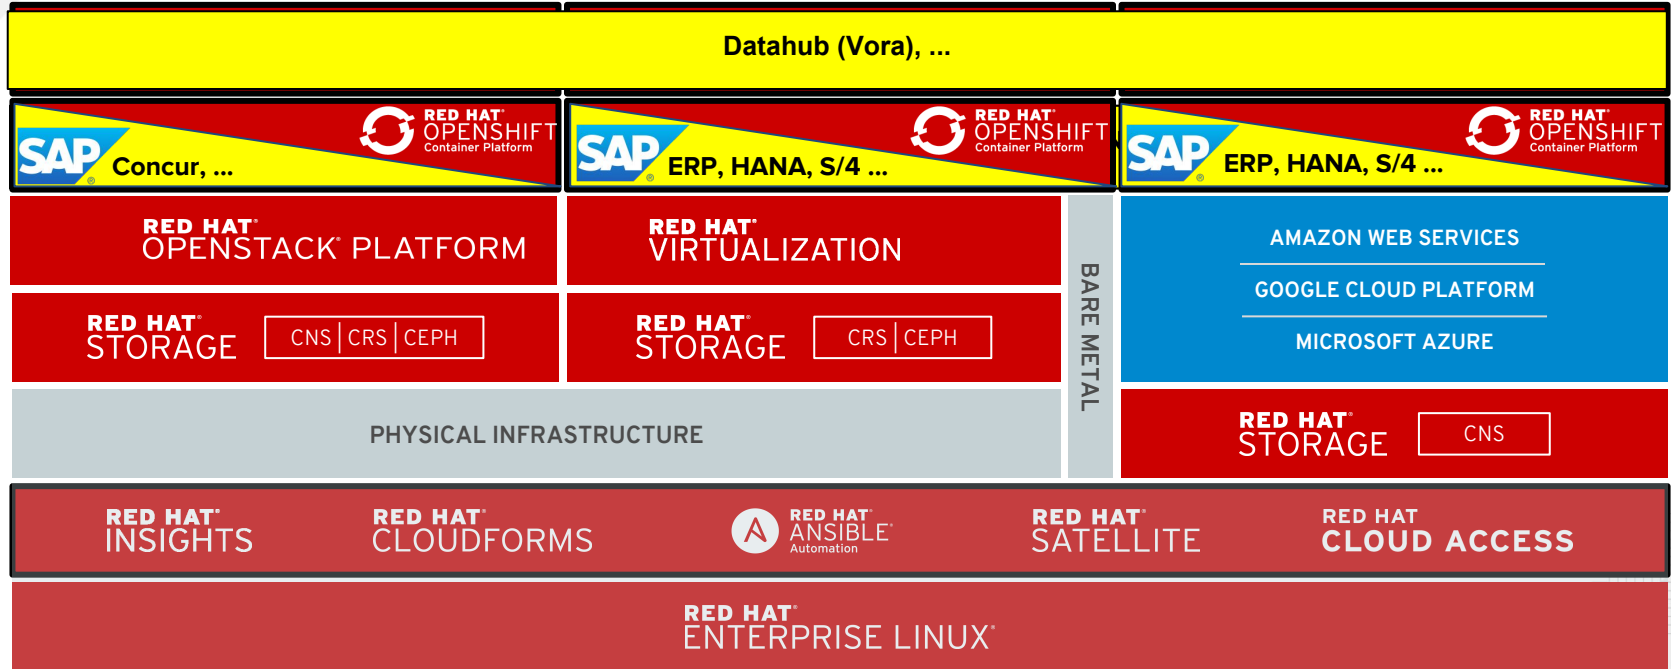 Datahub (Vora), ...
SAP®
Concur, ...
RED HAT®
OPENSHIFT
Container Platform
SAP®
ERP, HANA, S/4 ...
RED HAT®
OPENSHIFT
Container Platform
SAP®
ERP, HANA, S/4 ...
RED HAT®
OPENSHIFT
Container Platform
RED HAT®
OPENSTACK® PLATFORM
RED HAT®
VIRTUALIZATION
BARE METAL
AMAZON WEB SERVICES
GOOGLE CLOUD PLATFORM
MICROSOFT AZURE
RED HAT®
STORAGE
CNS | CRS | CEPH
RED HAT®
STORAGE
CRS | CEPH
PHYSICAL INFRASTRUCTURE
RED HAT®
STORAGE
CNS
RED HAT®
INSIGHTS
RED HAT®
CLOUDFORMS
RED HAT®
ANSIBLE®
Automation
RED HAT®
SATELLITE
RED HAT
CLOUD ACCESS
RED HAT®
ENTERPRISE LINUX®